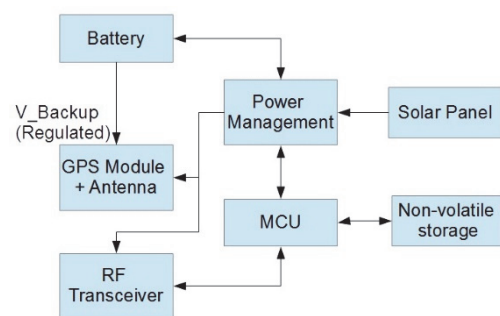 Battery
V_Backup
(Regulated)
Power
Management
Solar Panel
GPS Module
+ Antenna
MCU
Non-volatile
storage
RF
Transceiver